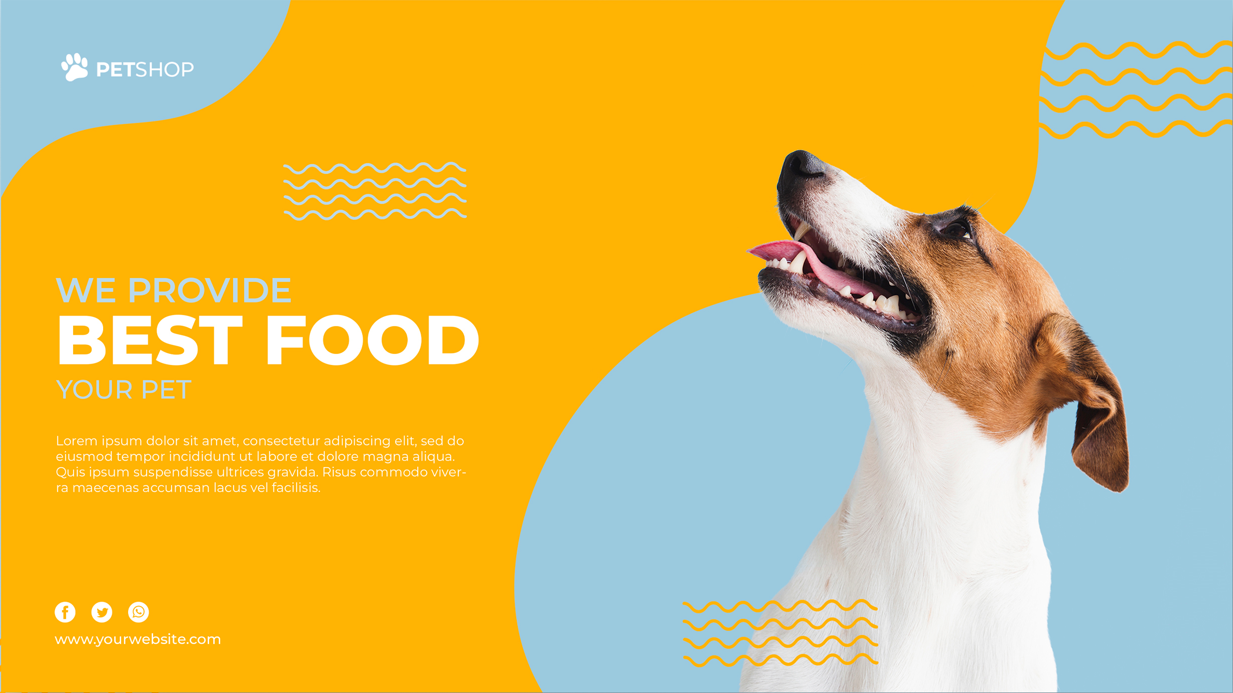 PETSHOP
WE PROVIDE
BEST FOOD
YOUR PET
Lorem ipsum dolor sit amet, consectetur adipiscing elit, sed do
eiusmod tempor incididunt ut labore et dolore magna aliqua.
Quis ipsum suspendisse ultrices gravida. Risus commodo viver-
ra maecenas accumsan lacus vel facilisis.
www.yourwebsite.com